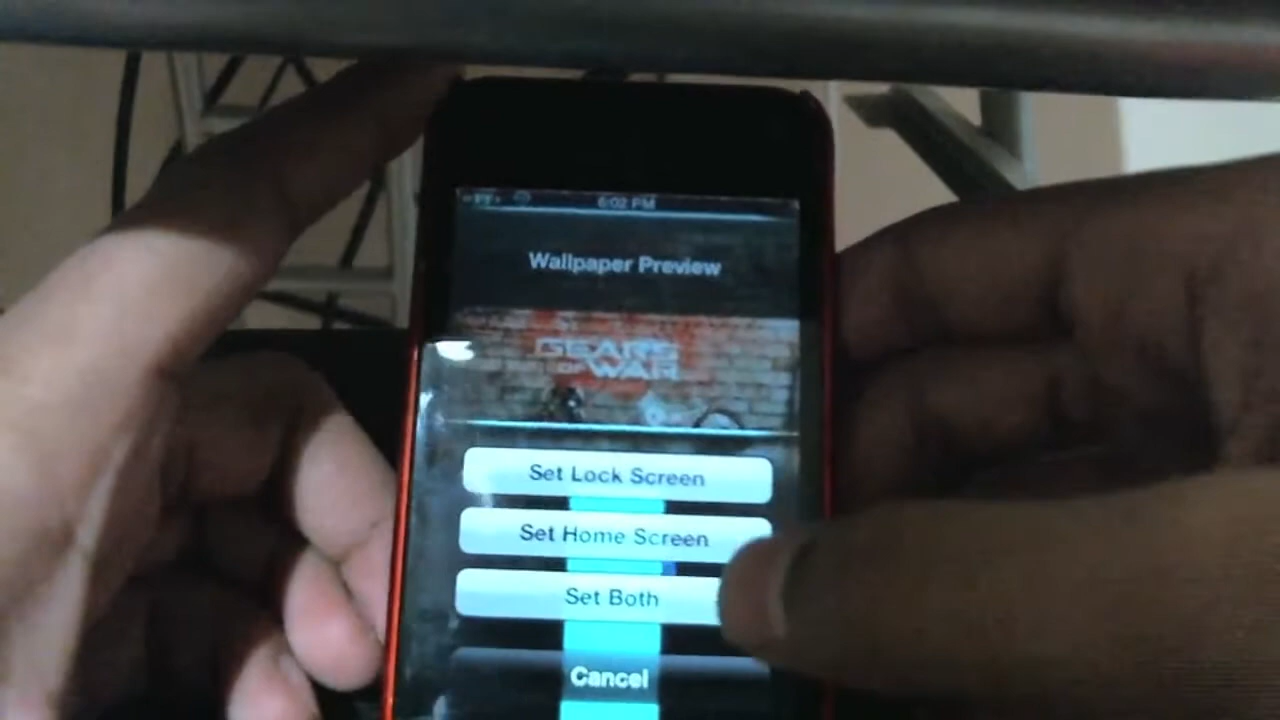 6:02 PM
Wallpaper Preview
GEARS
OF WAR
Set Lock Screen
Set Home Screen
Set Both
Cancel